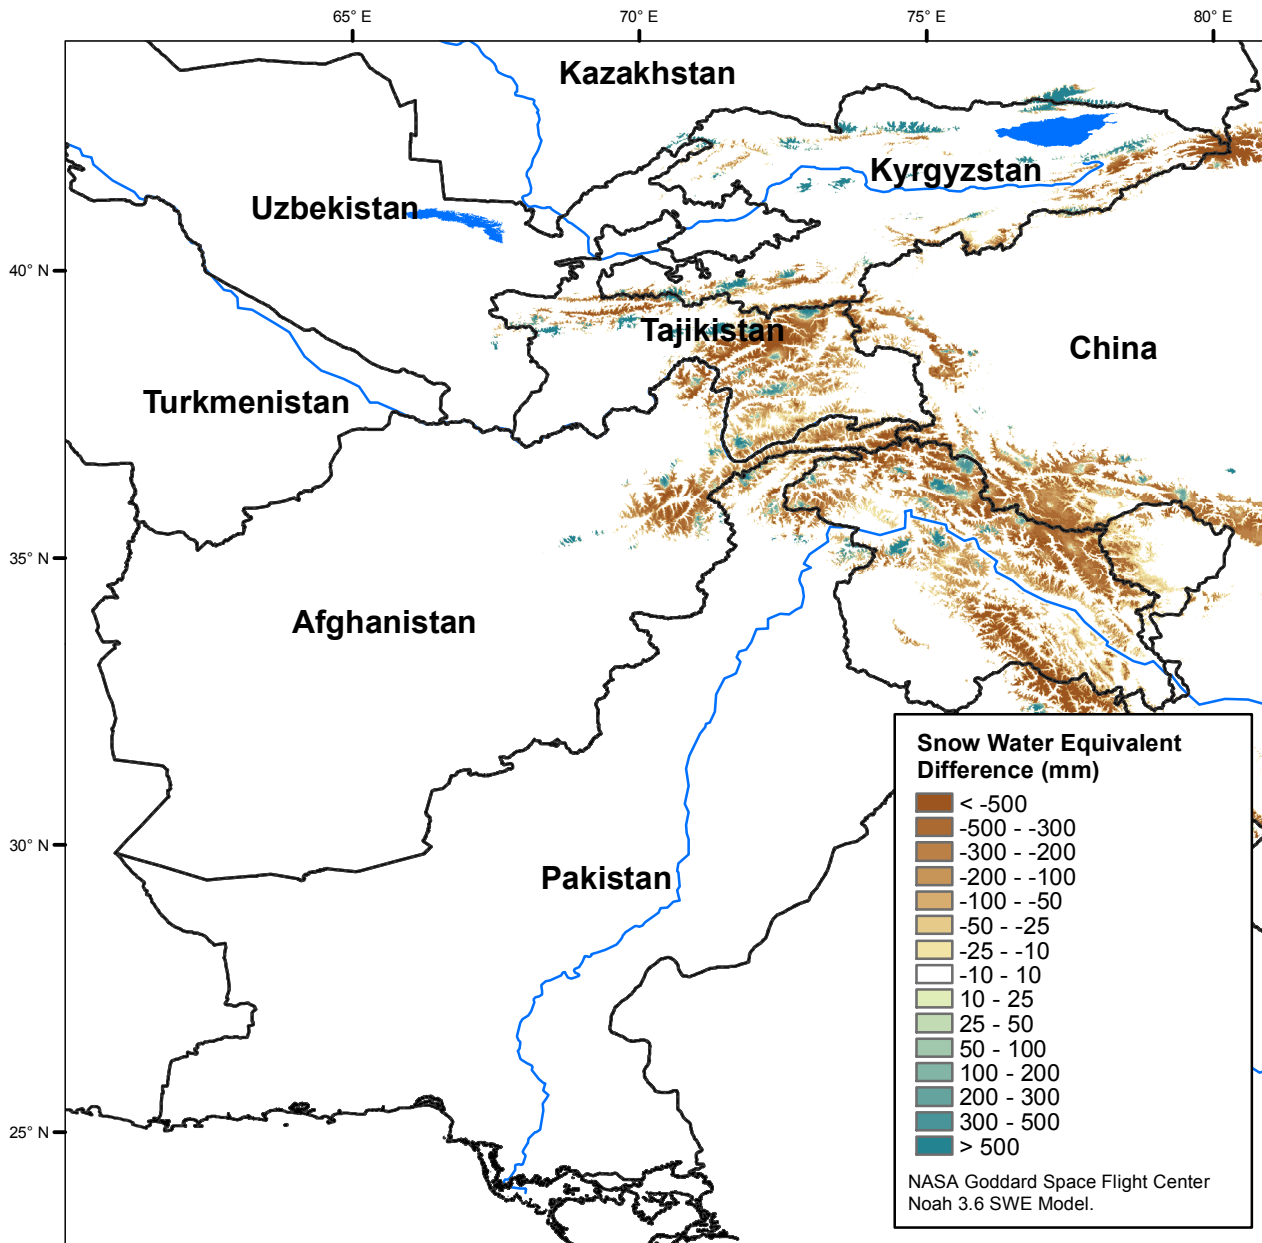 65° E
70° E
75° E
80° E
Kazakhstan
Kyrgyzstan
Uzbekistan
40° N
Tajikistan
China
Turkmenistan
35° N
Afghanistan
30° N
Pakistan
25° N
Snow Water Equivalent
Difference (mm)
< -500
-500 - -300
-300 - -200
-200 - -100
-100 - -50
-50 - -25
-25 - -10
-10 - 10
10 - 25
25 - 50
50 - 100
100 - 200
200 - 300
300 - 500
> 500
NASA Goddard Space Flight Center
Noah 3.6 SWE Model.